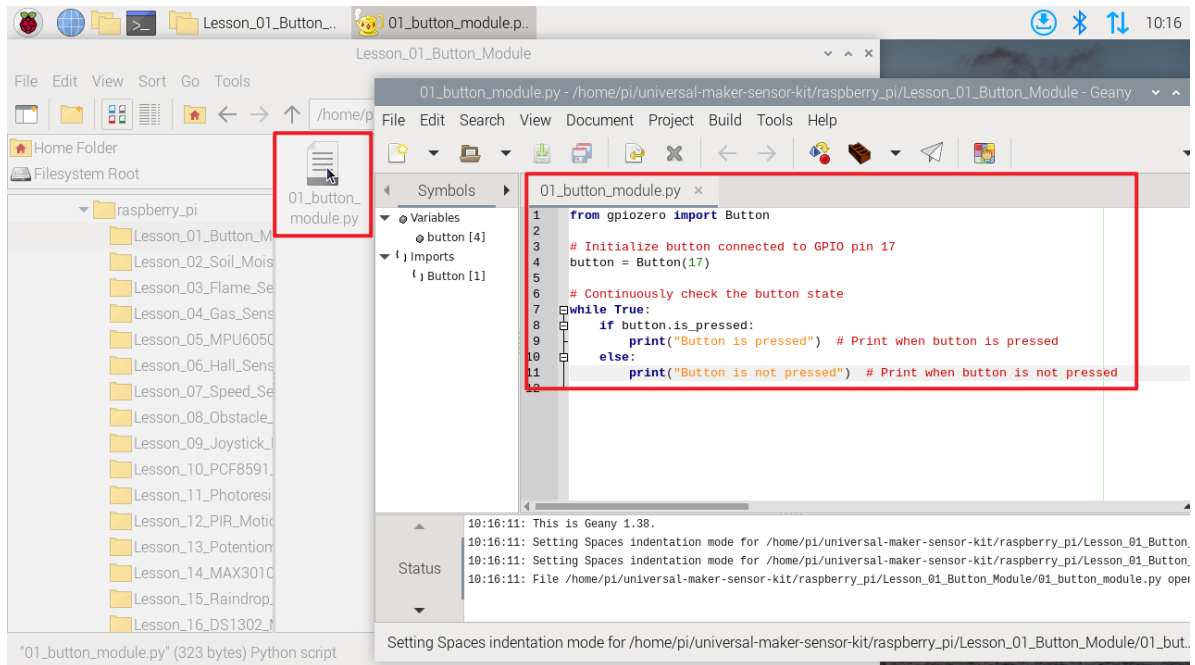 Lesson_01_Button_..
01_button_module.p..
10:16
Lesson_01_Button_Module
File Edit View Sort Go Tools
/home/p
Home Folder
Filesystem Root
raspberry_pi
Lesson_01_Button_M
Lesson_02_Soil_Mois
Lesson_03_Flame_Se
Lesson_04_Gas_Sens
Lesson_05_MPU6050
Lesson_06_Hall_Sens
Lesson_07_Speed_Se
Lesson_08_Obstacle_
Lesson_09_Joystick_
Lesson_10_PCF8591_
Lesson_11_Photoresi
Lesson_12_PIR_Motio
Lesson_13_Potention
Lesson_14_MAX3010
Lesson_15_Raindrop_
Lesson_16_DS1302_
01_button_
module.py
"01_button_module.py" (323 bytes) Python script
01_button_module.py - /home/pi/universal-maker-sensor-kit/raspberry_pi/Lesson_01_Button_Module - Geany
File Edit Search View Document Project Build Tools Help
Symbols
Variables
button [4]
Imports
Button [1]
01_button_module.py
1 from gpiozero import Button
2
3 # Initialize button connected to GPIO pin 17
4 button = Button(17)
5
6 # Continuously check the button state
7 while True:
8 if button.is_pressed:
9 print("Button is pressed") # Print when button is pressed
10 else:
11 print("Button is not pressed") # Print when button is not pressed
12
Status
10:16:11: This is Geany 1.38.
10:16:11: Setting Spaces indentation mode for /home/pi/universal-maker-sensor-kit/raspberry_pi/Lesson_01_Button_
10:16:11: Setting Spaces indentation mode for /home/pi/universal-maker-sensor-kit/raspberry_pi/Lesson_01_Button_
10:16:11: File /home/pi/universal-maker-sensor-kit/raspberry_pi/Lesson_01_Button_Module/01_button_module.py oper
Setting Spaces indentation mode for /home/pi/universal-maker-sensor-kit/raspberry_pi/Lesson_01_Button_Module/01_but..